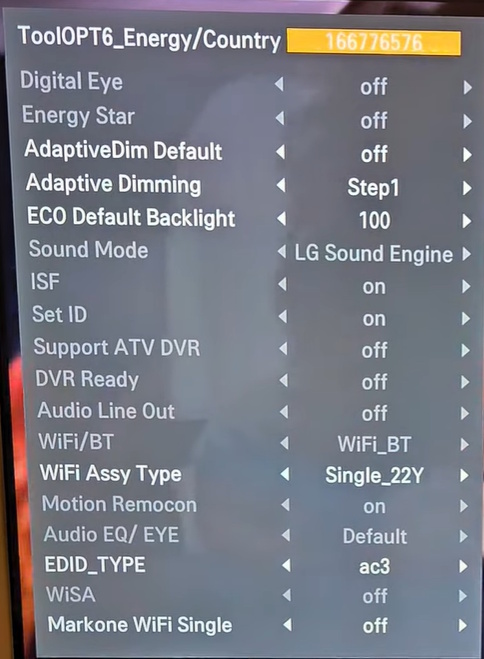 ToolOPT6_Energy/Country 166776576
Digital Eye off
Energy Star off
AdaptiveDim Default off
Adaptive Dimming Step1
ECO Default Backlight 100
Sound Mode LG Sound Engine
ISF on
Set ID on
Support ATV DVR off
DVR Ready off
Audio Line Out off
WiFi/BT WiFi_BT
WiFi Assy Type Single_22Y
Motion Remocon on
Audio EQ/ EYE Default
EDID_TYPE ac3
WiSA off
Markone WiFi Single off